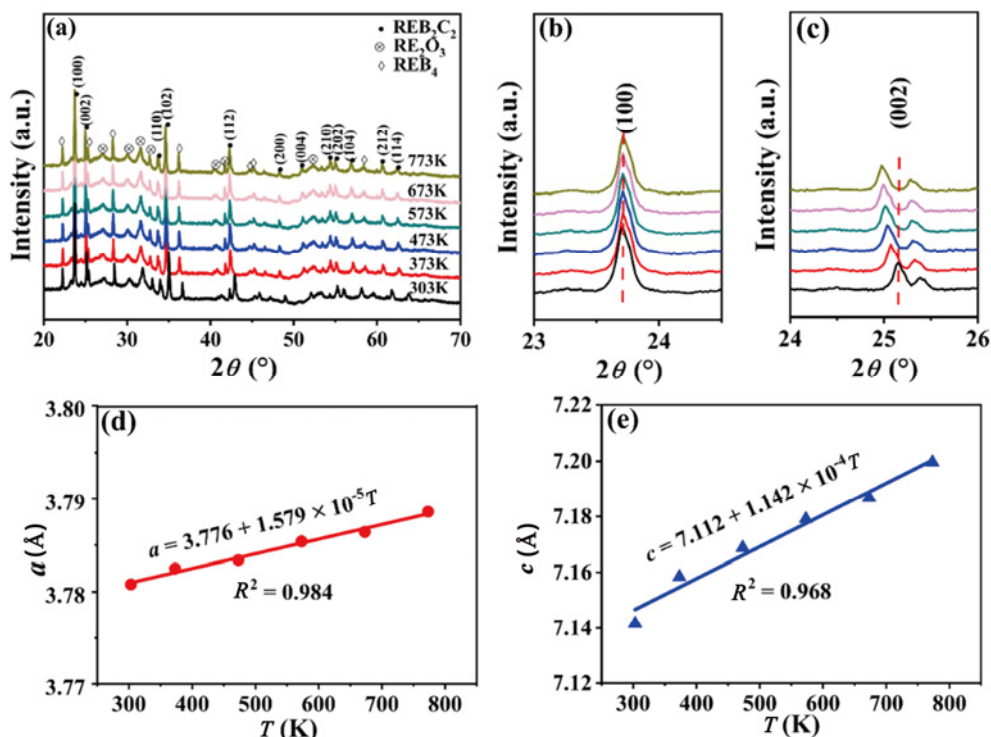 (a)
• REB₂C₂
⊗ RE₂O₃
◇ REB₄
(100)
(002)
(110)
(102)
(112)
(200)
(004)
(210)
(202)
(104)
(212)
(114)
773K
673K
573K
473K
373K
303K
Intensity (a.u.)
20 30 40 50 60 70
2θ (°)
(b)
(100)
Intensity (a.u.)
23 24
2θ (°)
(c)
(002)
Intensity (a.u.)
24 25 26
2θ (°)
(d)
3.80
3.79
3.78
3.77
a (Å)
a = 3.776 + 1.579 × 10⁻⁵T
R² = 0.984
300 400 500 600 700 800
T (K)
(e)
7.22
7.20
7.18
7.16
7.14
7.12
c (Å)
c = 7.112 + 1.142 × 10⁻⁴T
R² = 0.968
300 400 500 600 700 800
T (K)